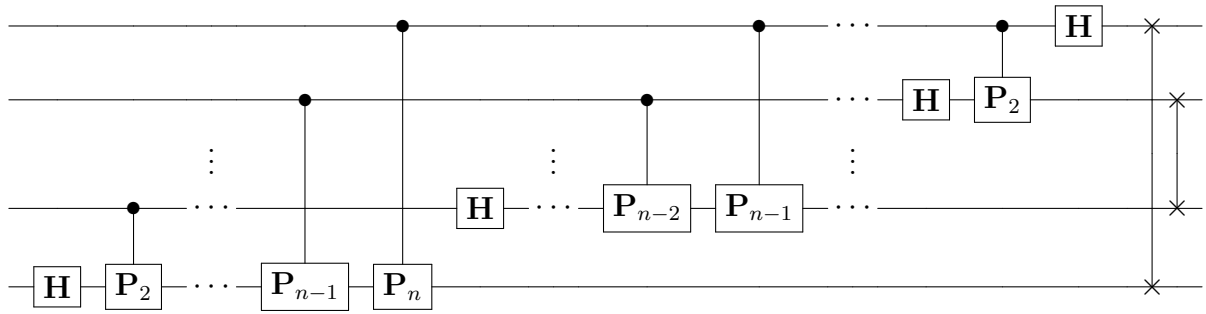 ··· H
··· H P₂
⋮ ⋮ ⋮
··· H ··· Pₙ₋₂ Pₙ₋₁ ···
H P₂ ··· Pₙ₋₁ Pₙ